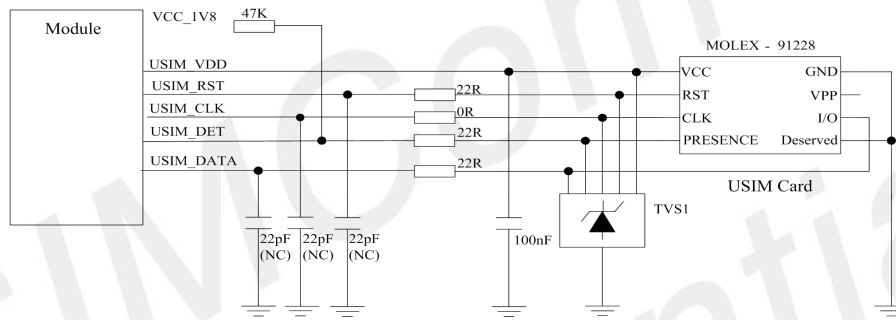 VCC_1V8
47K
Module
MOLEX - 91228
USIM_VDD
VCC
GND
USIM_RST
22R
RST
VPP
USIM_CLK
0R
CLK
I/O
USIM_DET
22R
PRESENCE
Deserved
USIM_DATA
22R
USIM Card
TVS1
22pF
(NC)
22pF
(NC)
22pF
(NC)
100nF